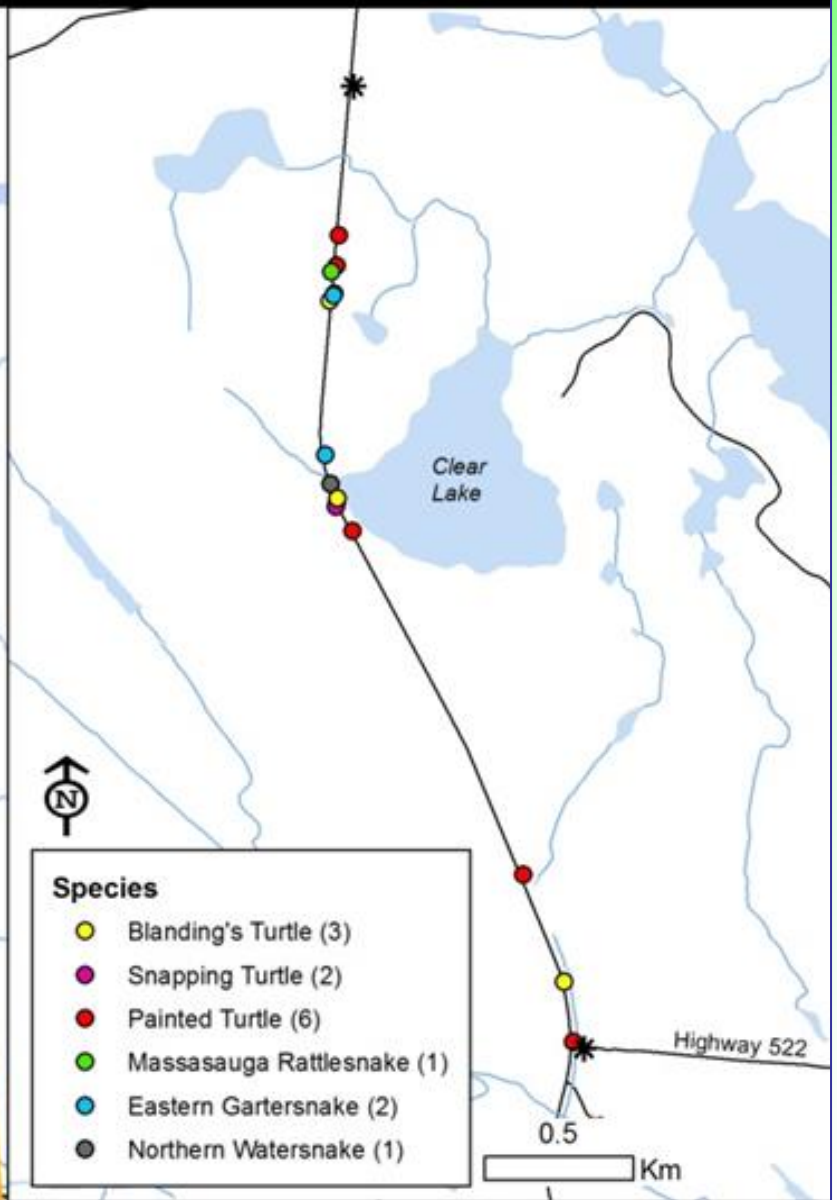 Clear
Lake
N
Species
Blanding's Turtle (3)
Snapping Turtle (2)
Painted Turtle (6)
Massasauga Rattlesnake (1)
Eastern Gartersnake (2)
Northern Watersnake (1)
Highway 522
0.5
Km